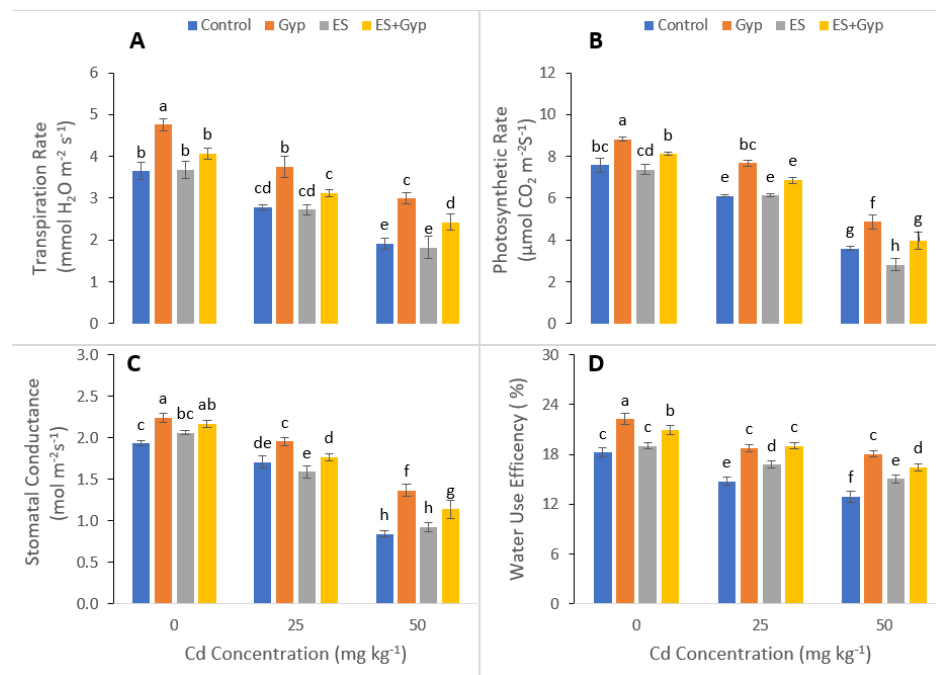 Control Gyp ES ES+Gyp
A
Transpiration Rate
(mmol H₂O m⁻² s⁻¹)
6
5
4
3
2
1
0
b a b b
cd c cd c
e c e d
Control Gyp ES ES+Gyp
B
Photosynthetic Rate
(µmol CO₂ m⁻²S⁻¹)
12
10
8
6
4
2
0
bc a cd b
e bc e e
g f h g
C
Stomatal Conductance
(mol m⁻²s⁻¹)
3.0
2.5
2.0
1.5
1.0
0.5
0.0
c a bc ab
de c e d
h f h g
0 25 50
Cd Concentration (mg kg⁻¹)
D
Water Use Efficency ( %)
30
24
18
12
6
0
c a c b
e c d c
f c e d
0 25 50
Cd Concentration (mg kg⁻¹)